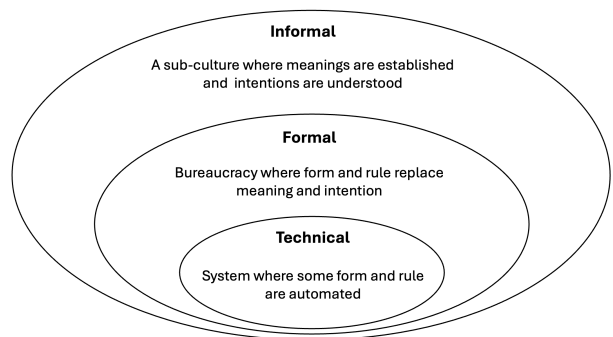 Informal
A sub-culture where meanings are established
and intentions are understood
Formal
Bureaucracy where form and rule replace
meaning and intention
Technical
System where some form and rule
are automated